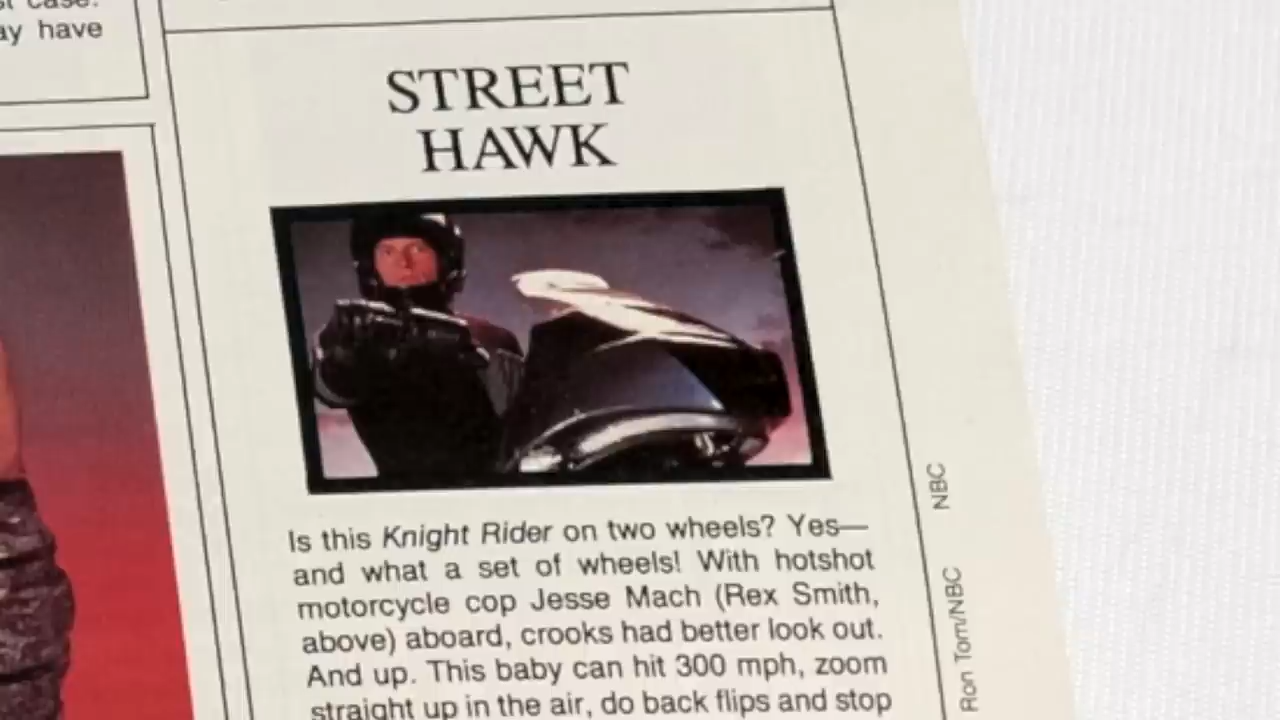 ay have
STREET
HAWK
Is this Knight Rider on two wheels? Yes—
and what a set of wheels! With hotshot
motorcycle cop Jesse Mach (Rex Smith,
above) aboard, crooks had better look out.
And up. This baby can hit 300 mph, zoom
straight up in the air, do back flips and stop
NBC
Ron Tom/NBC